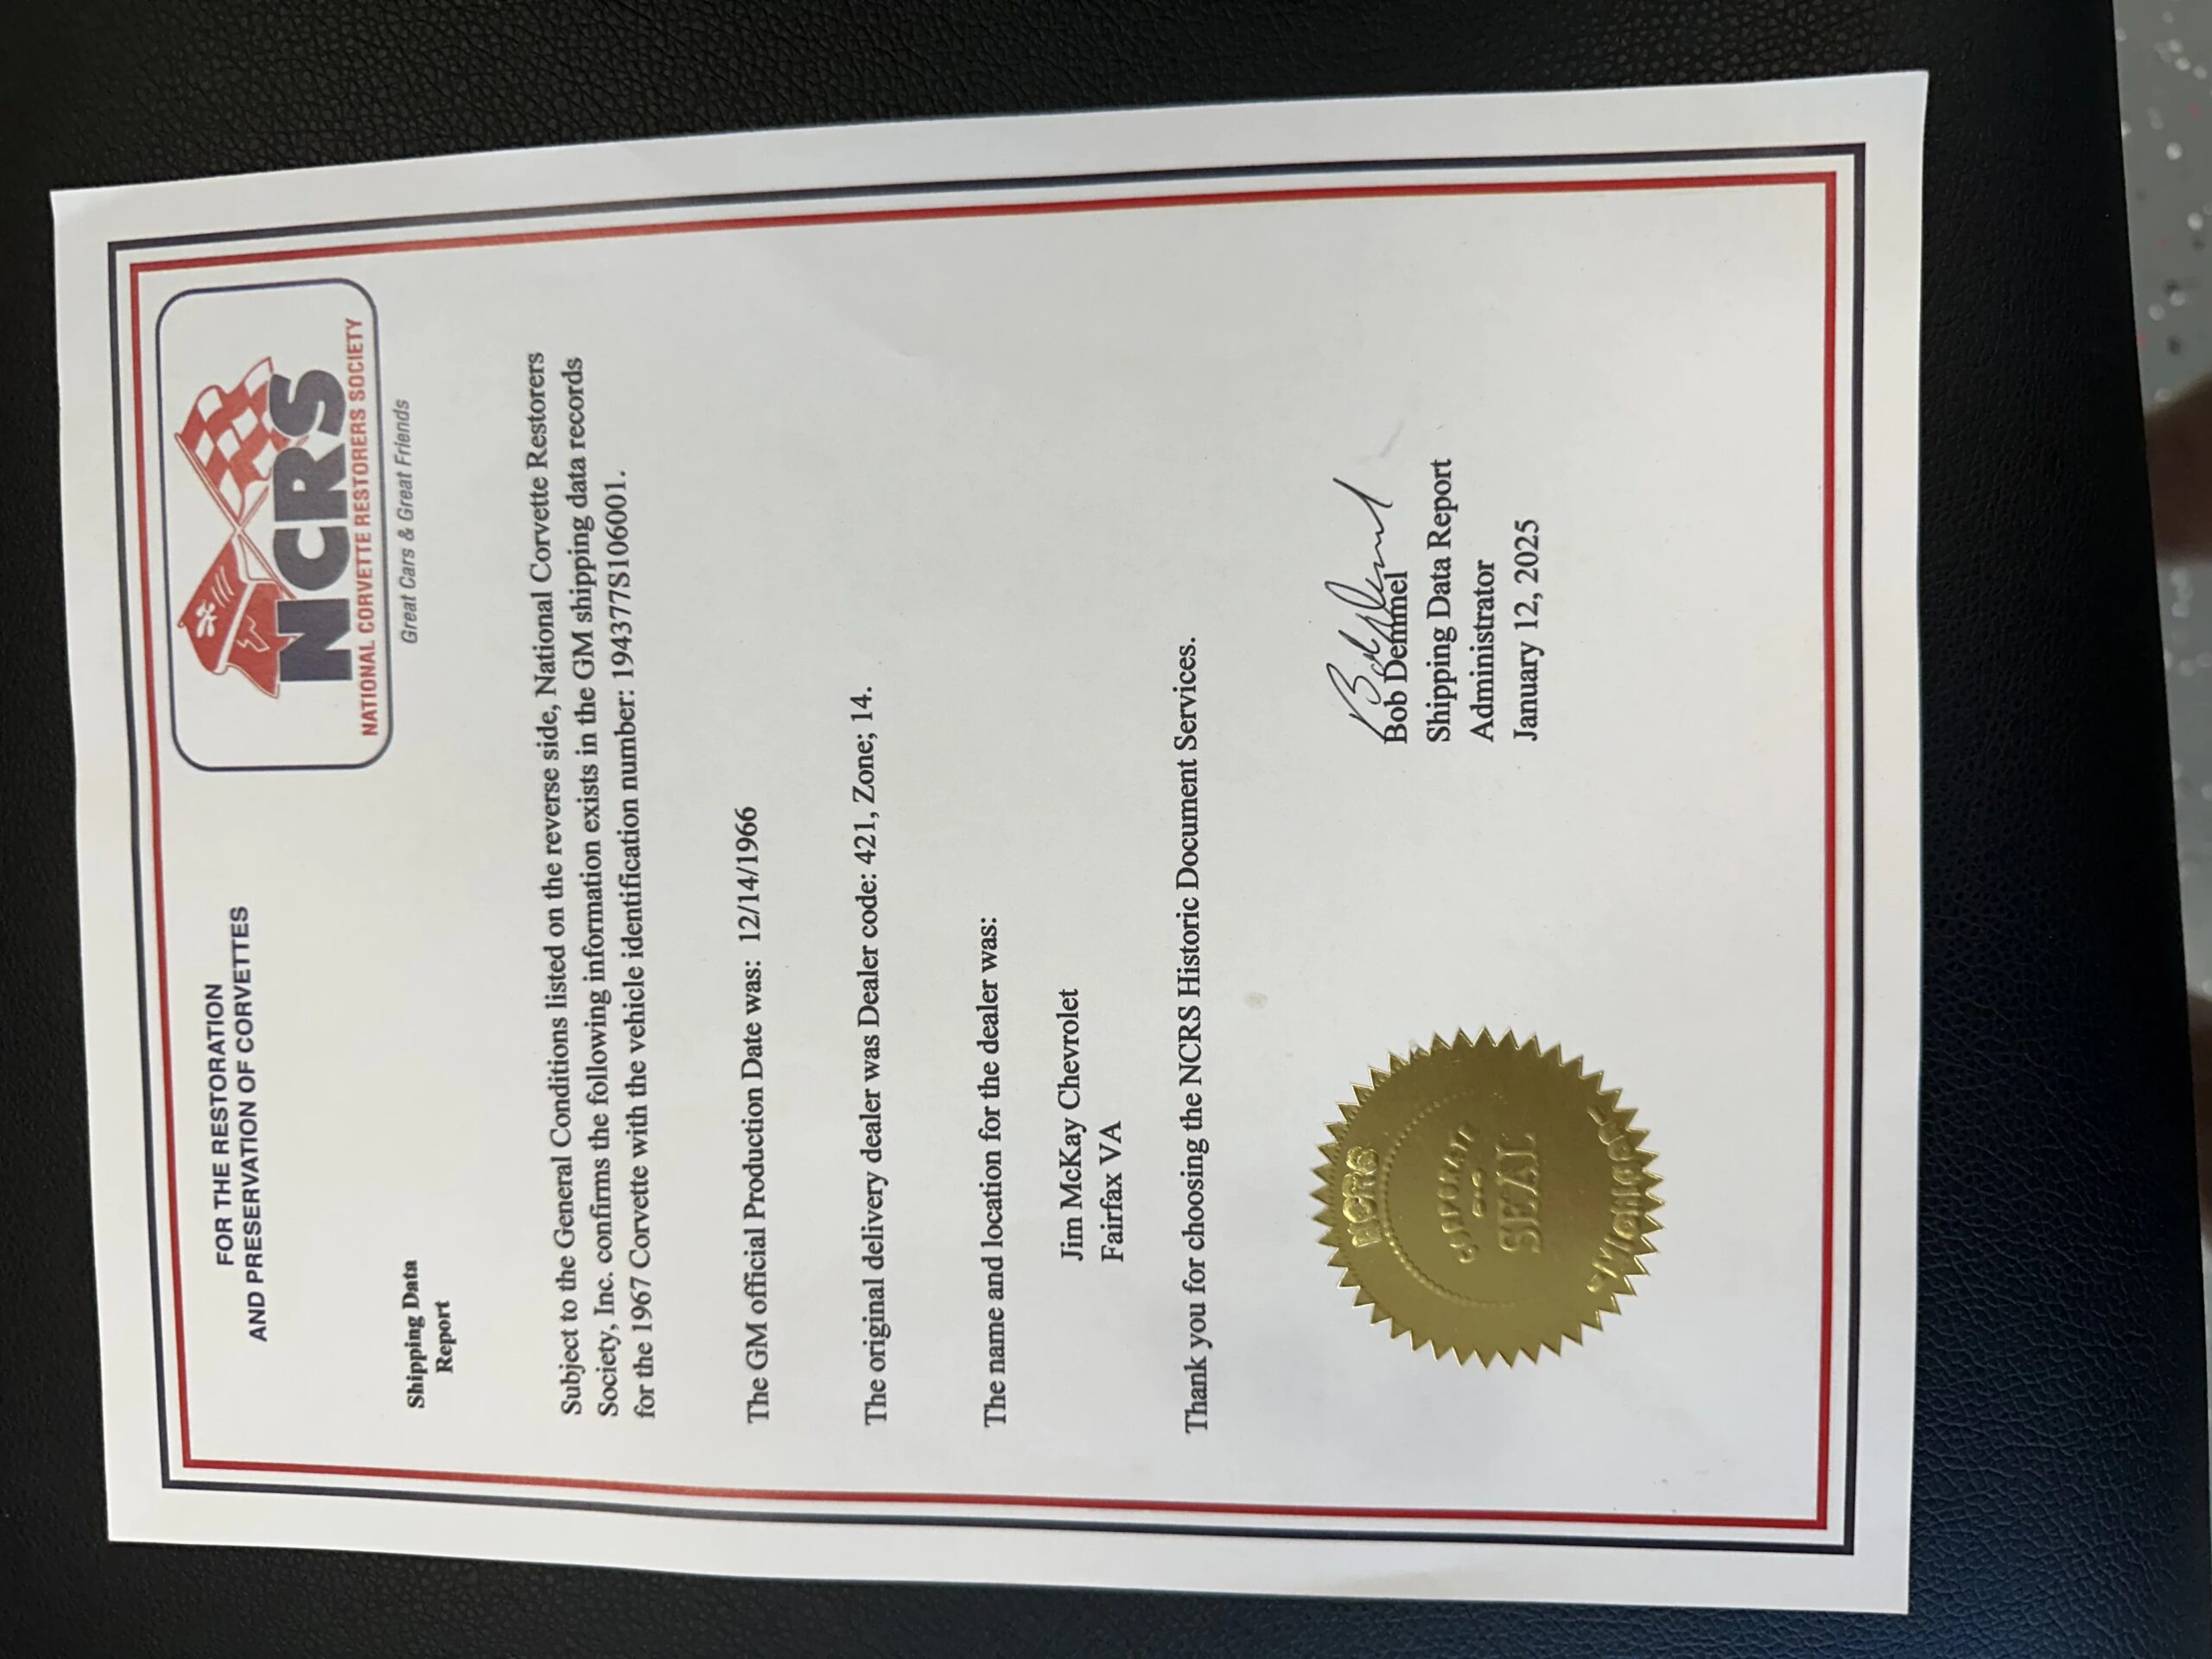 FOR THE RESTORATION
AND PRESERVATION OF CORVETTES
NCRS
NATIONAL CORVETTE RESTORERS SOCIETY
Great Cars & Great Friends
Shipping Data
Report
Subject to the General Conditions listed on the reverse side, National Corvette Restorers
Society, Inc. confirms the following information exists in the GM shipping data records
for the 1967 Corvette with the vehicle identification number: 194377S106001.
The GM official Production Date was: 12/14/1966
The original delivery dealer was Dealer code: 421, Zone; 14.
The name and location for the dealer was:
Jim McKay Chevrolet
Fairfax VA
Thank you for choosing the NCRS Historic Document Services.
Bob Demmel
Bob Demmel
Shipping Data Report
Administrator
January 12, 2025
NCRS
CORPORATE
SEAL